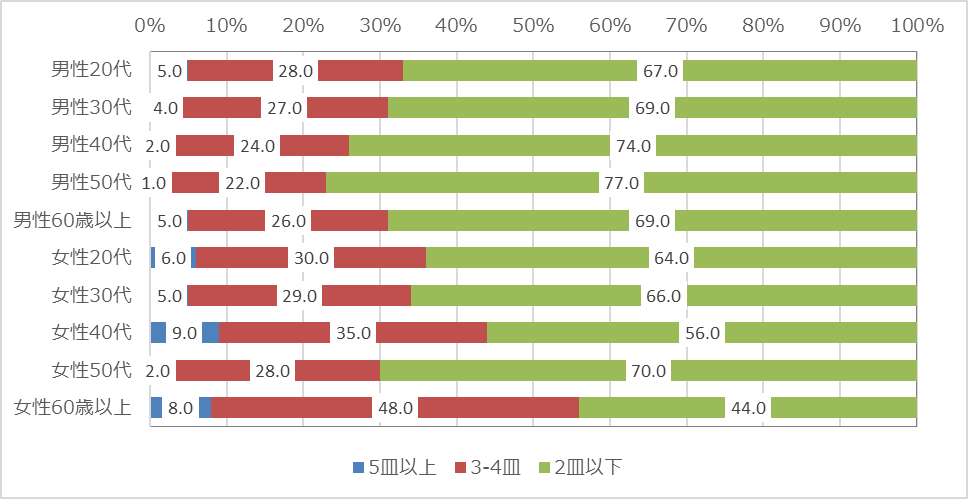 0% 10% 20% 30% 40% 50% 60% 70% 80% 90% 100%
男性20代 5.0 28.0 67.0
男性30代 4.0 27.0 69.0
男性40代 2.0 24.0 74.0
男性50代 1.0 22.0 77.0
男性60歳以上 5.0 26.0 69.0
女性20代 6.0 30.0 64.0
女性30代 5.0 29.0 66.0
女性40代 9.0 35.0 56.0
女性50代 2.0 28.0 70.0
女性60歳以上 8.0 48.0 44.0
5皿以上 3-4皿 2皿以下